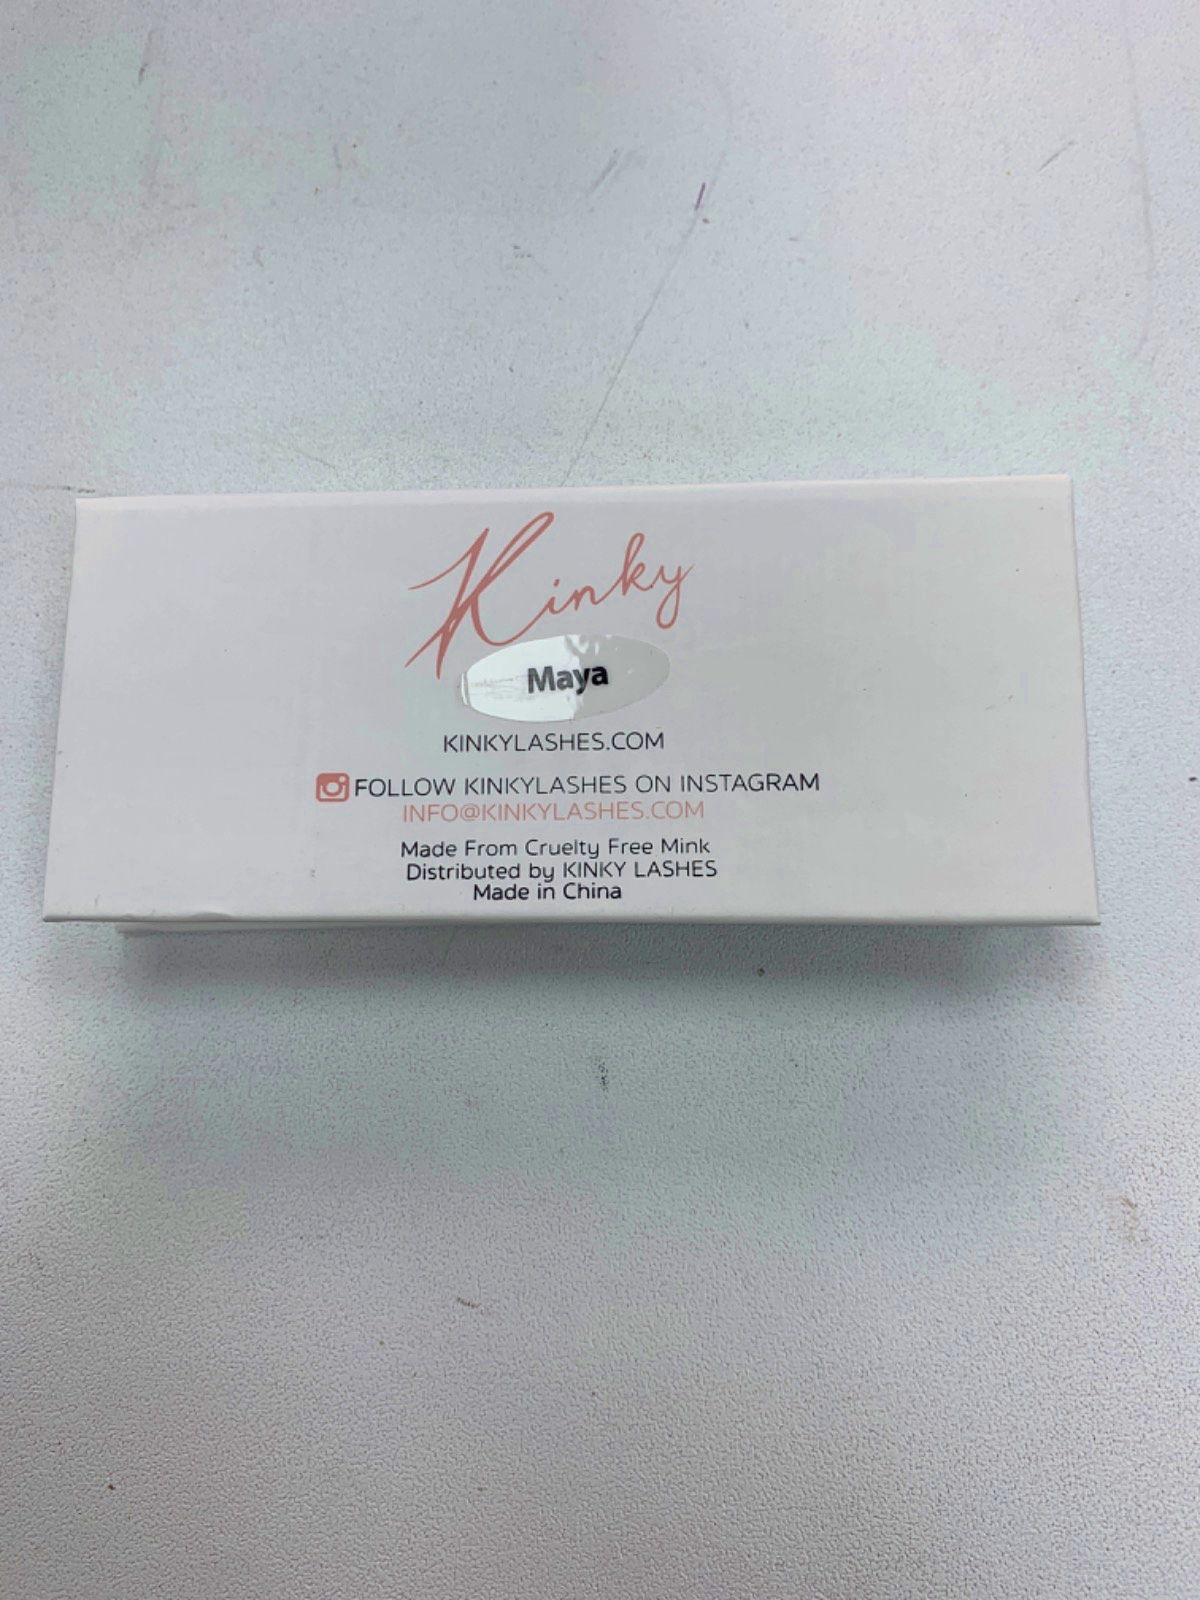 Kinky
Maya
KINKYLASHES.COM
FOLLOW KINKYLASHES ON INSTAGRAM
INFO@KINKYLASHES.COM
Made From Cruelty Free Mink
Distributed by KINKY LASHES
Made in China